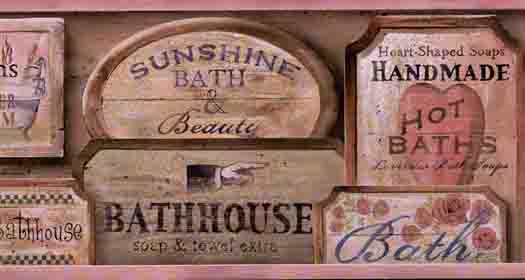 SUNSHINE
BATH
&
Beauty
Heart-Shaped Soaps
HANDMADE
HOT
BATHS
BATHHOUSE
soap & towel extra
Bathhouse
Bath